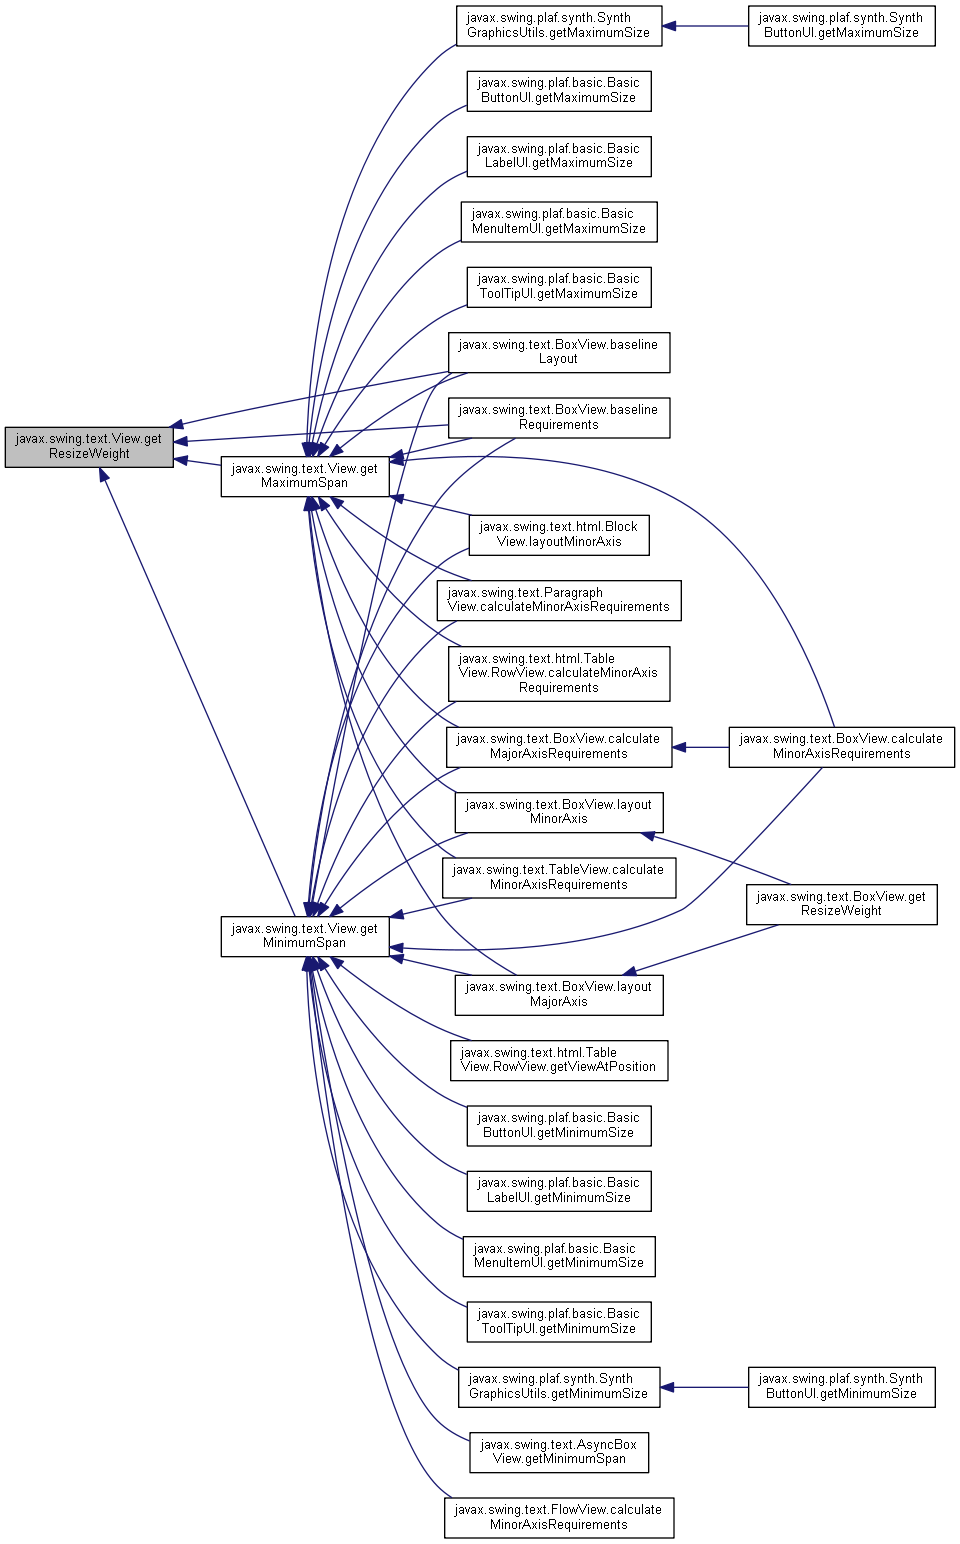 javax.swing.plaf.synth.Synth
GraphicsUtils.getMaximumSize
javax.swing.plaf.synth.Synth
ButtonUI.getMaximumSize
javax.swing.plaf.basic.Basic
ButtonUI.getMaximumSize
javax.swing.plaf.basic.Basic
LabelUI.getMaximumSize
javax.swing.plaf.basic.Basic
MenuItemUI.getMaximumSize
javax.swing.plaf.basic.Basic
ToolTipUI.getMaximumSize
javax.swing.text.BoxView.baseline
Layout
javax.swing.text.BoxView.baseline
Requirements
javax.swing.text.View.get
ResizeWeight
javax.swing.text.View.get
MaximumSpan
javax.swing.text.html.Block
View.layoutMinorAxis
javax.swing.text.Paragraph
View.calculateMinorAxisRequirements
javax.swing.text.html.Table
View.RowView.calculateMinorAxis
Requirements
javax.swing.text.BoxView.calculate
MajorAxisRequirements
javax.swing.text.BoxView.calculate
MinorAxisRequirements
javax.swing.text.BoxView.layout
MinorAxis
javax.swing.text.TableView.calculate
MinorAxisRequirements
javax.swing.text.BoxView.get
ResizeWeight
javax.swing.text.View.get
MinimumSpan
javax.swing.text.BoxView.layout
MajorAxis
javax.swing.text.html.Table
View.RowView.getViewAtPosition
javax.swing.plaf.basic.Basic
ButtonUI.getMinimumSize
javax.swing.plaf.basic.Basic
LabelUI.getMinimumSize
javax.swing.plaf.basic.Basic
MenuItemUI.getMinimumSize
javax.swing.plaf.basic.Basic
ToolTipUI.getMinimumSize
javax.swing.plaf.synth.Synth
GraphicsUtils.getMinimumSize
javax.swing.plaf.synth.Synth
ButtonUI.getMinimumSize
javax.swing.text.AsyncBox
View.getMinimumSpan
javax.swing.text.FlowView.calculate
MinorAxisRequirements